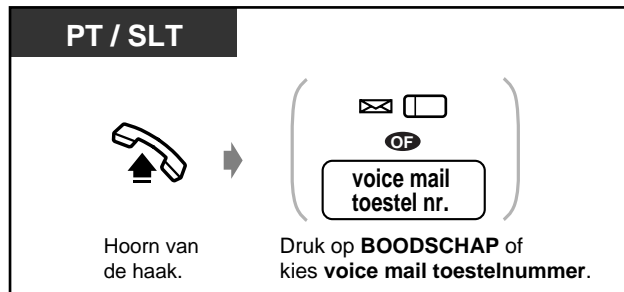 PT / SLT
OF
voice mail
toestel nr.
Hoorn van
de haak.
Druk op BOODSCHAP of
kies voice mail toestelnummer.